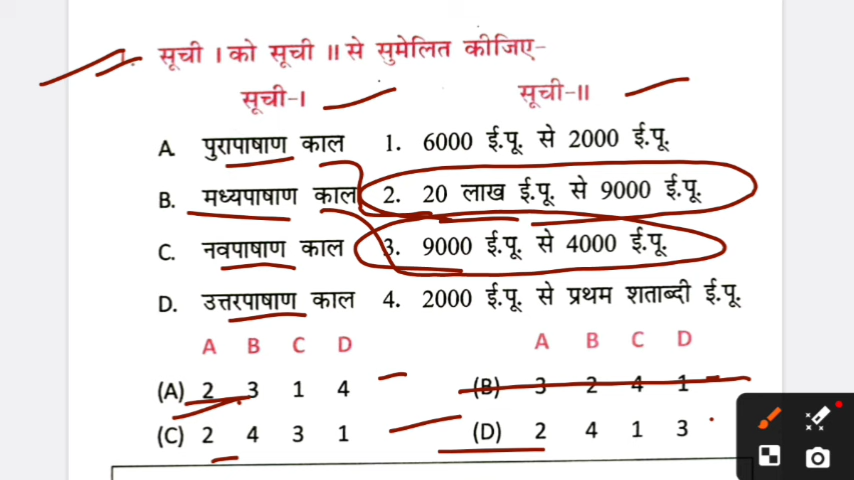 1. सूची I को सूची II से सुमेलित कीजिए-
सूची-I सूची-II
A. पुरापाषाण काल 1. 6000 ई.पू. से 2000 ई.पू.
B. मध्यपाषाण काल 2. 20 लाख ई.पू. से 9000 ई.पू.
C. नवपाषाण काल 3. 9000 ई.पू. से 4000 ई.पू.
D. उत्तरपाषाण काल 4. 2000 ई.पू. से प्रथम शताब्दी ई.पू.
A B C D A B C D
(A) 2 3 1 4 (B) 3 2 4 1
(C) 2 4 3 1 (D) 2 4 1 3